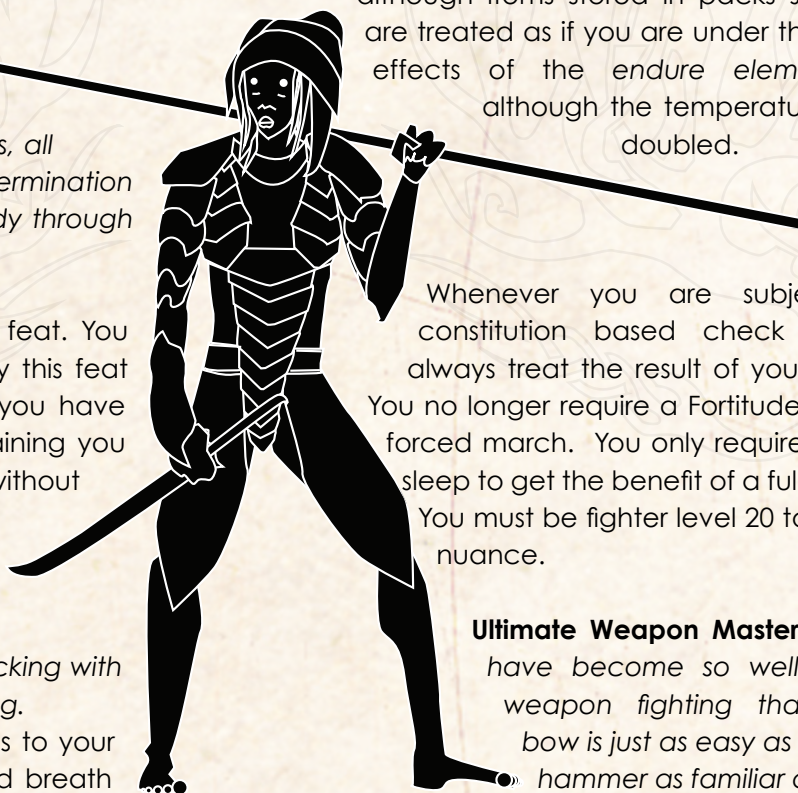 s, all
ermination
dy through
feat. You
y this feat
you have
aining you
without
cking with
g.
s to your
d breath
although items stored in packs s
are treated as if you are under th
effects of the endure elem
although the temperatu
doubled.
Whenever you are subje
constitution based check
always treat the result of you
You no longer require a Fortitude
forced march. You only require
sleep to get the benefit of a ful
You must be fighter level 20 to
nuance.
Ultimate Weapon Master
have become so well
weapon fighting tha
bow is just as easy as
hammer as familiar a